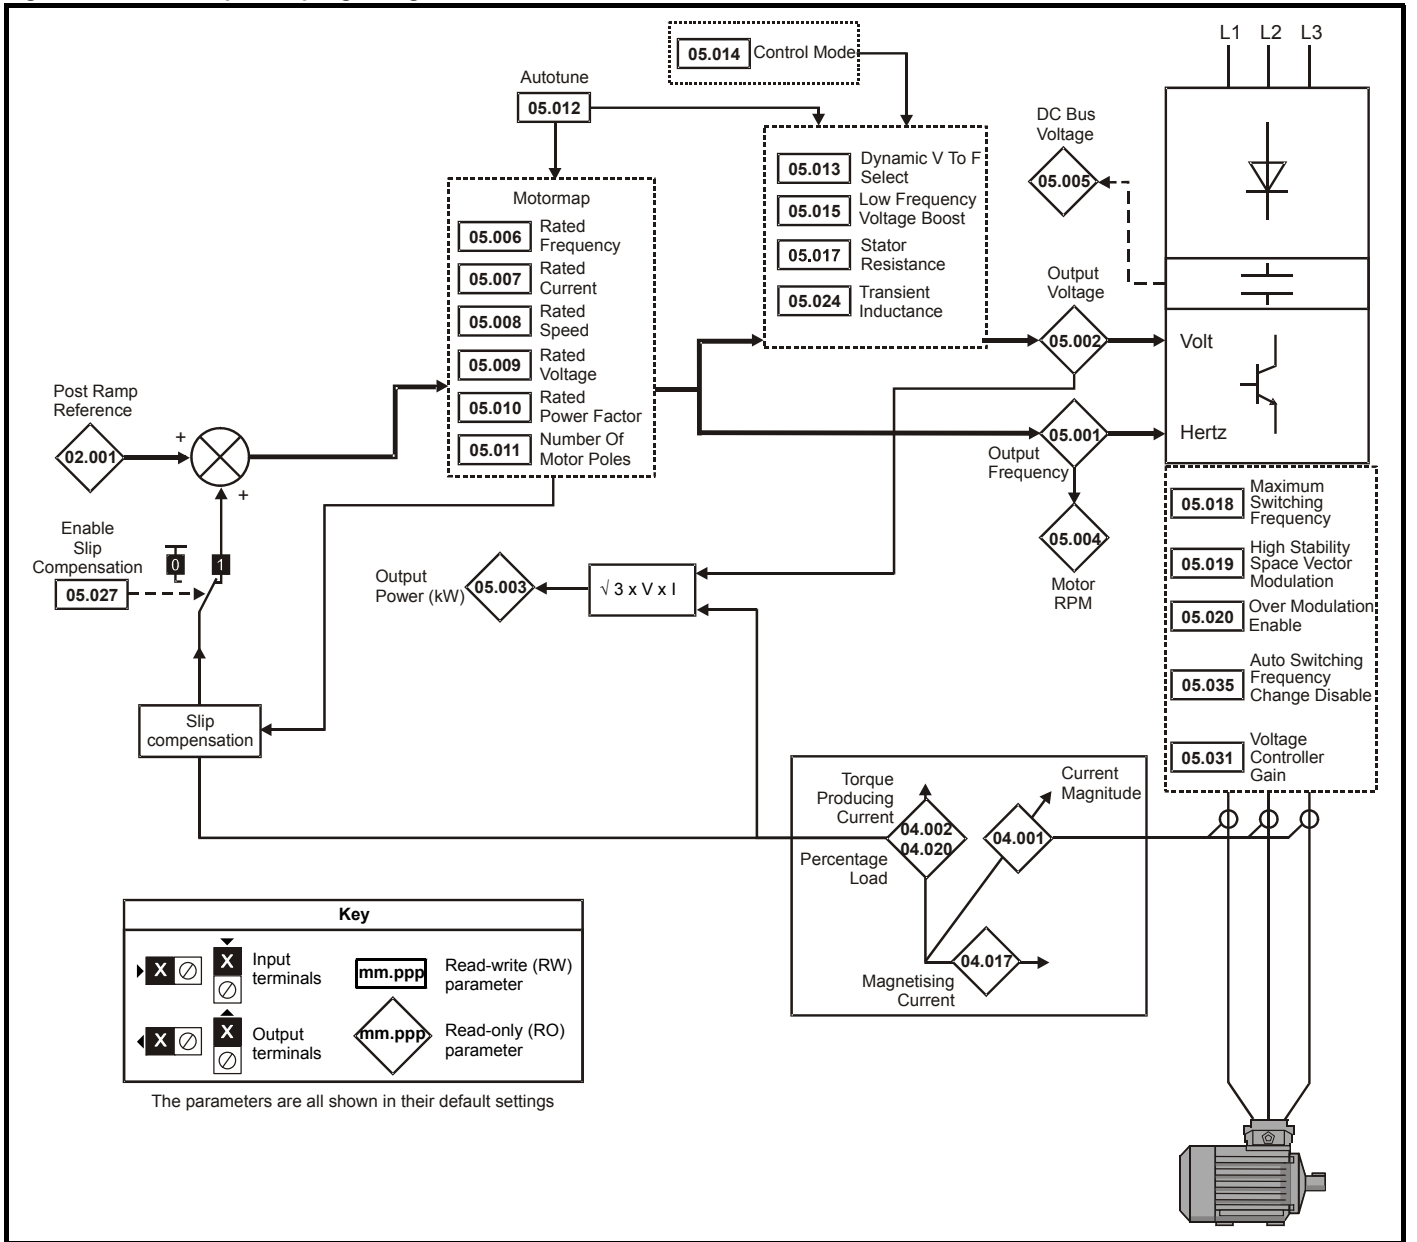 L1 L2 L3
05.014 Control Mode
Autotune
05.012
DC Bus
Voltage
05.005
05.013 Dynamic V To F
Select
05.015 Low Frequency
Voltage Boost
05.017 Stator
Resistance
05.024 Transient
Inductance
Motormap
05.006 Rated
Frequency
05.007 Rated
Current
05.008 Rated
Speed
05.009 Rated
Voltage
05.010 Rated
Power Factor
05.011 Number Of
Motor Poles
Output
Voltage
05.002
Volt
Post Ramp
Reference
02.001
+
+
05.001
Hertz
Output
Frequency
05.004
Motor
RPM
Enable
Slip
Compensation
05.027
0 1
Output
Power (kW)
05.003
√ 3 x V x I
05.018 Maximum
Switching
Frequency
05.019 High Stability
Space Vector
Modulation
05.020 Over Modulation
Enable
05.035 Auto Switching
Frequency
Change Disable
05.031 Voltage
Controller
Gain
Slip
compensation
Torque
Producing
Current
04.002
04.020
Percentage
Load
Current
Magnitude
04.001
04.017
Magnetising
Current
Key
X X Input
terminals
mm.ppp Read-write (RW)
parameter
X X Output
terminals
mm.ppp Read-only (RO)
parameter
The parameters are all shown in their default settings